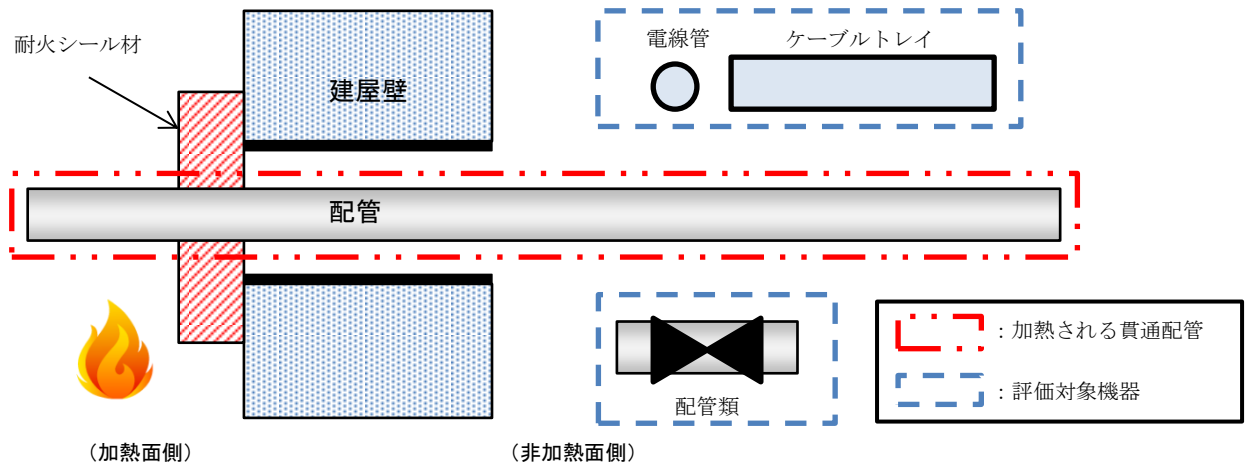 耐火シール材
建屋壁
電線管
ケーブルトレイ
配管
配管類
：加熱される貫通配管
：評価対象機器
（加熱面側）
（非加熱面側）